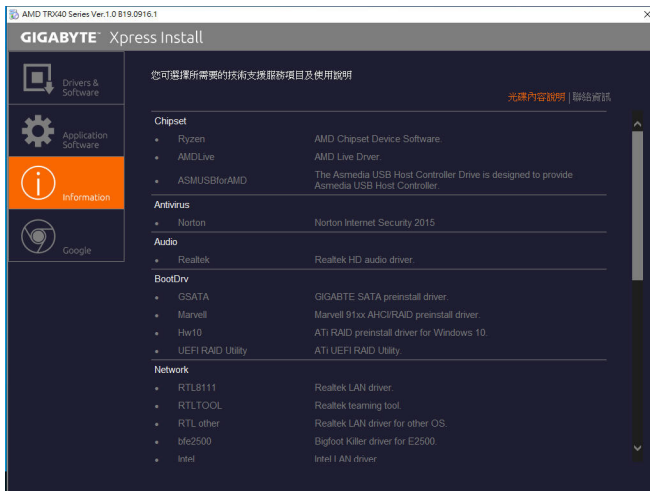 AMD TRX40 Series Ver.1.0 B19.0916.1
GIGABYTE™ Xpress Install
Drivers & Software
Application Software
Information
Google
您可選擇所需要的技術支援服務項目及使用說明
光碟內容說明 | 聯絡資訊
Chipset
• Ryzen AMD Chipset Device Software.
• AMDLive AMD Live Drver.
• ASMUSBforAMD The Asmedia USB Host Controller Drive is designed to provide
Asmedia USB Host Controller.
Antivirus
• Norton Norton Internet Security 2015
Audio
• Realtek Realtek HD audio driver.
BootDrv
• GSATA GIGABTE SATA preinstall driver.
• Marvell Marvell 91xx AHCI/RAID preinstall driver.
• Hw10 ATi RAID preinstall driver for Windows 10.
• UEFI RAID Utility ATi UEFI RAID Utility.
Network
• RTL8111 Realtek LAN driver.
• RTLTOOL Realtek teaming tool.
• RTL other Realtek LAN driver for other OS.
• bfe2500 Bigfoot Killer driver for E2500.
• Intel Intel LAN driver